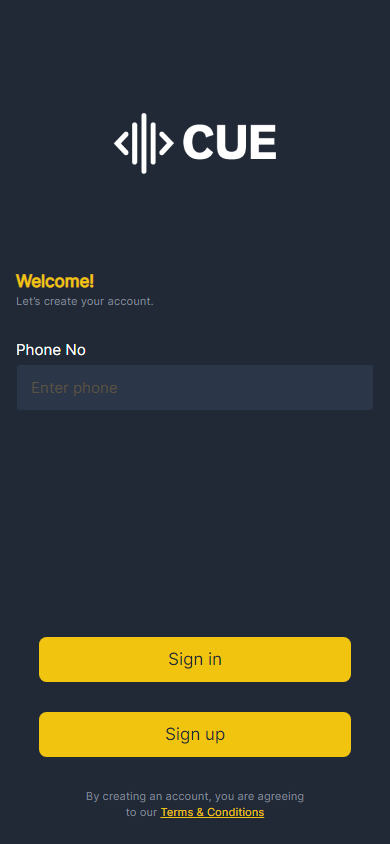 CUE
Welcome!
Let's create your account.
Phone No
Enter phone
Sign in
Sign up
By creating an account, you are agreeing
to our Terms & Conditions